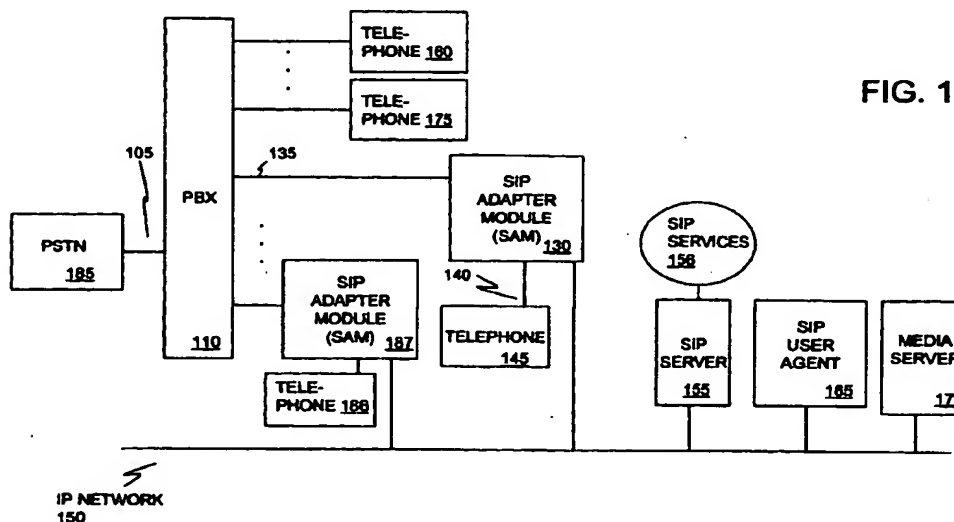 TELE-
PHONE 160
TELE-
PHONE 175
FIG. 1
105
135
PBX
110
SIP
ADAPTER
MODULE
(SAM) 130
PSTN
185
SIP
SERVICES
156
140
SIP
ADAPTER
MODULE
(SAM) 187
TELEPHONE
145
SIP
SERVER
155
SIP
USER
AGENT
165
MEDIA
SERVER
TELE-
PHONE 166
IP NETWORK
150